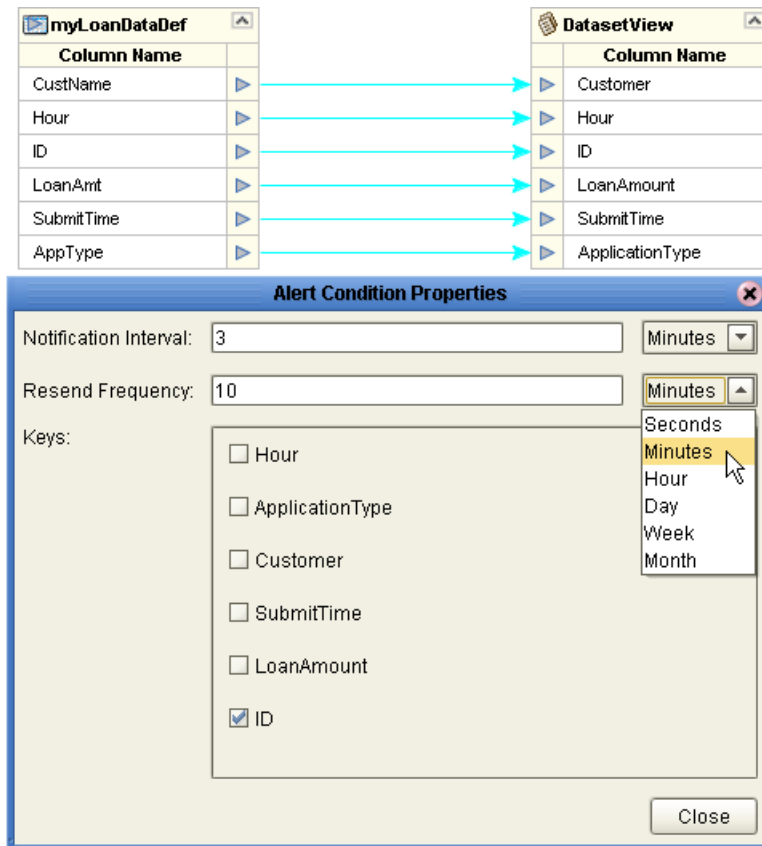 myLoanDataDef
Column Name
CustName
Hour
ID
LoanAmt
SubmitTime
AppType
DatasetView
Column Name
Customer
Hour
ID
LoanAmount
SubmitTime
ApplicationType
Alert Condition Properties
Notification Interval: 3 Minutes
Resend Frequency: 10 Minutes
Seconds
Minutes
Hour
Day
Week
Month
Keys:
Hour
ApplicationType
Customer
SubmitTime
LoanAmount
ID
Close